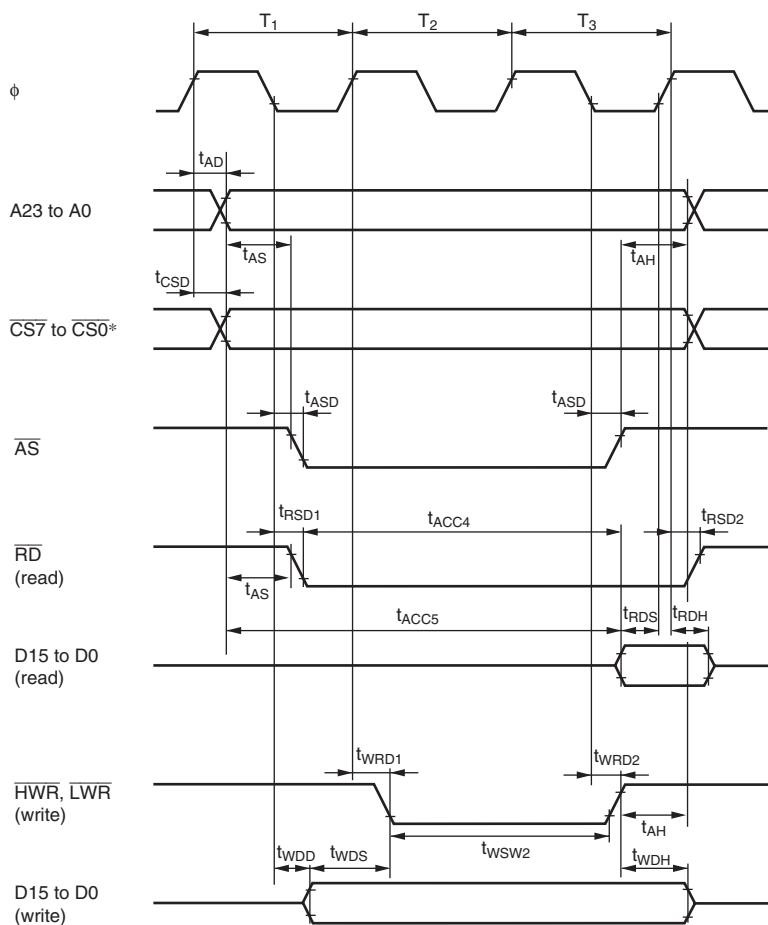 T1 T2 T3
φ
tAD
A23 to A0
tAS tAH
tCSD
CS7 to CS0*
tASD tASD
AS
tRSD1 tACC4 tRSD2
RD
(read)
tAS
tACC5 tRDS tRDH
D15 to D0
(read)
tWRD1 tWRD2
HWR, LWR
(write)
tAH
tWDD tWDS tWSW2 tWDH
D15 to D0
(write)